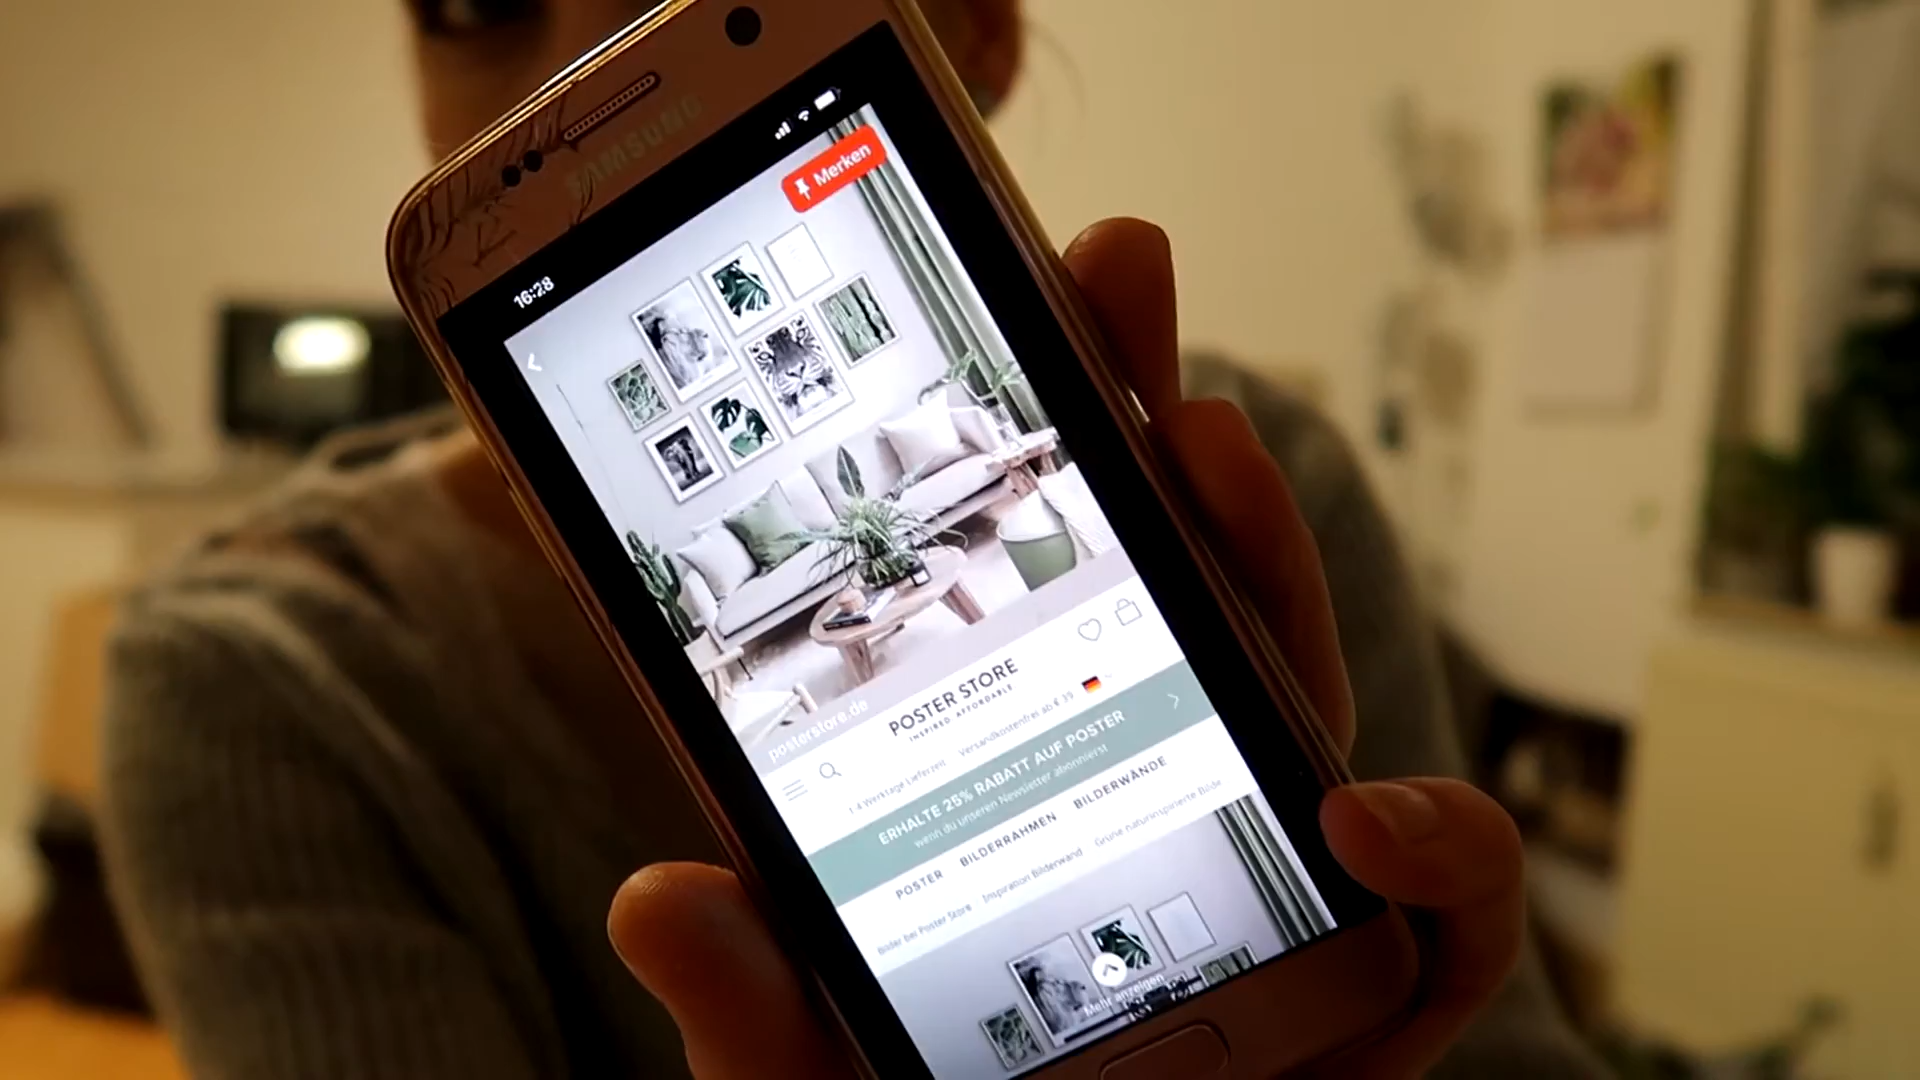 SAMSUNG
16:28
Merken
posterstore.de
POSTER STORE
INSPIRED. AFFORDABLE
1-4 Werktage Lieferzeit Versandkostenfrei ab € 39
ERHALTE 25% RABATT AUF POSTER
wenn du unseren Newsletter abonnierst
POSTER BILDERRAHMEN BILDERWÄNDE
Bilder bei Poster Store Inspiration Bilderwand Grüne naturinspirierte Bilde
Mehr anzeigen